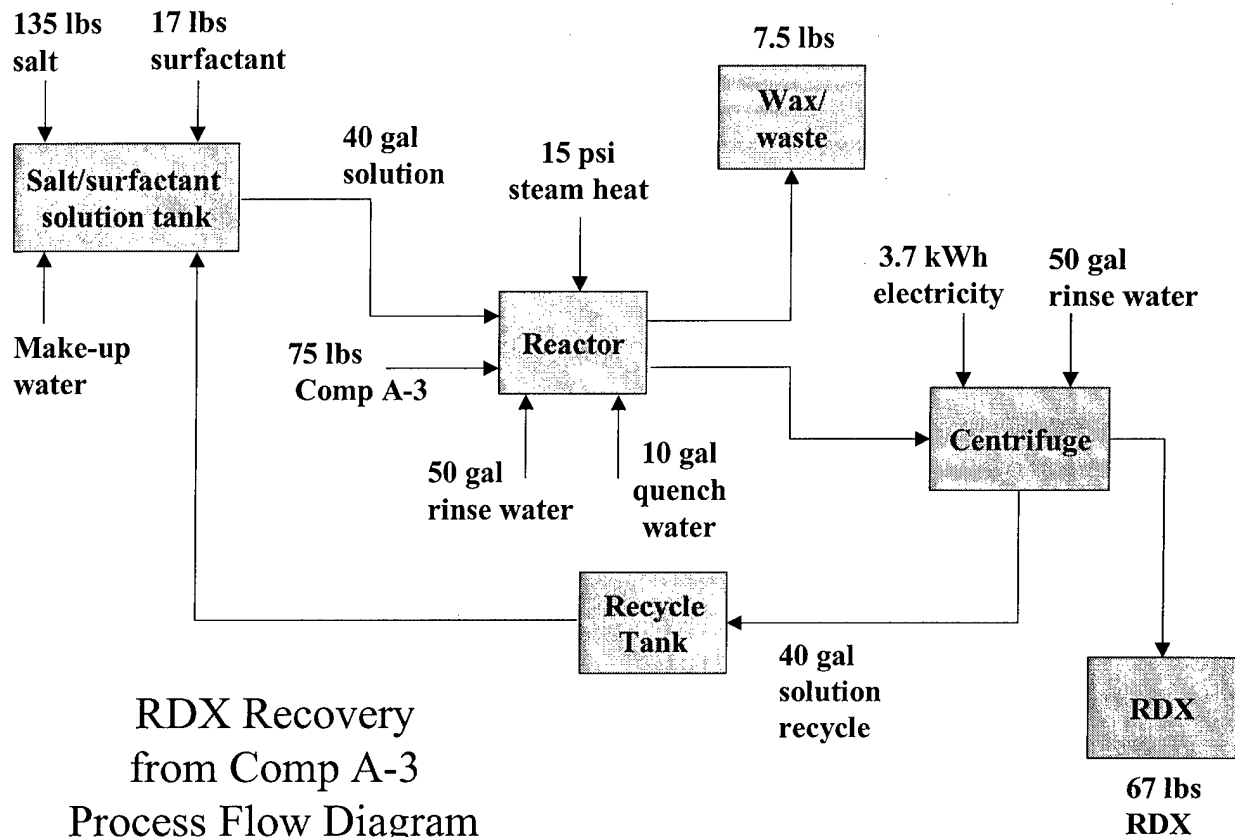 135 lbs
salt
17 lbs
surfactant
7.5 lbs
Wax/
waste
40 gal
solution
15 psi
steam heat
Salt/surfactant
solution tank
3.7 kWh
electricity
50 gal
rinse water
Make-up
water
75 lbs
Comp A-3
Reactor
Centrifuge
50 gal
rinse water
10 gal
quench
water
Recycle
Tank
40 gal
solution
recycle
RDX
67 lbs
RDX
RDX Recovery
from Comp A-3
Process Flow Diagram